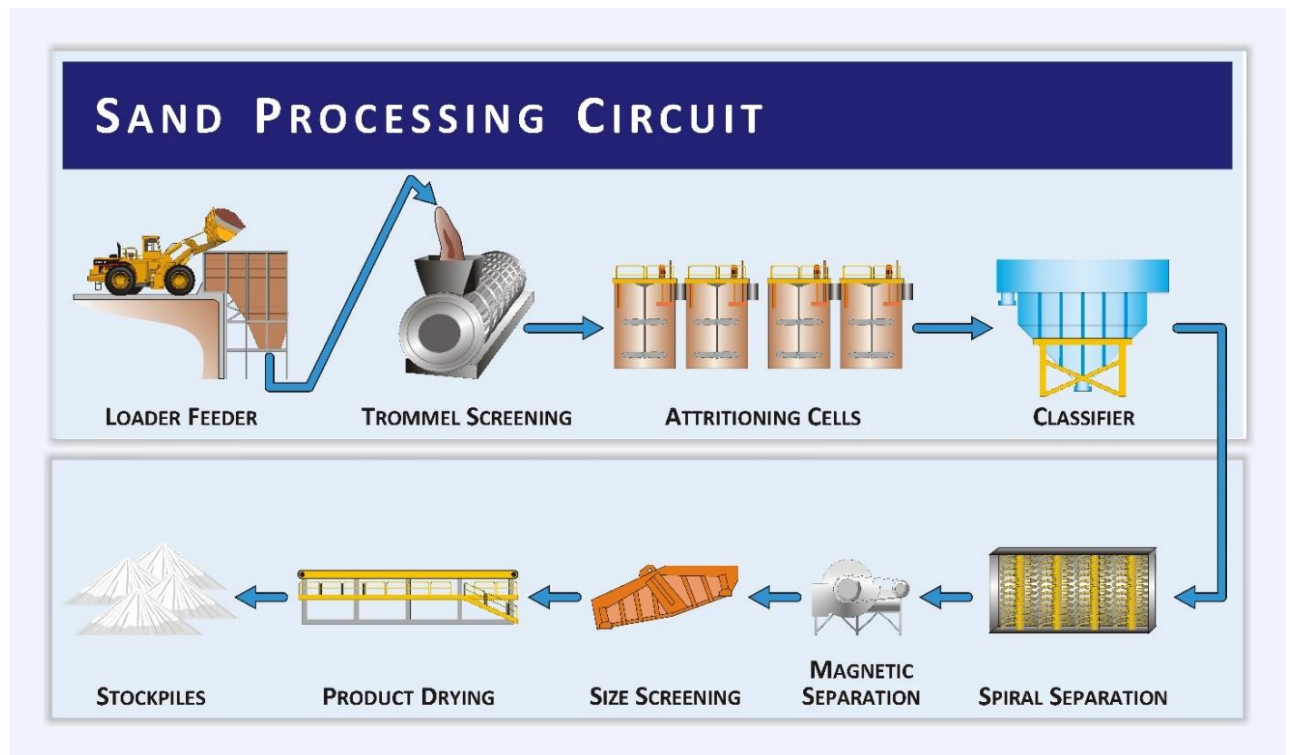 SAND PROCESSING CIRCUIT
LOADER FEEDER
TROMMEL SCREENING
ATTRITIONING CELLS
CLASSIFIER
STOCKPILES
PRODUCT DRYING
SIZE SCREENING
MAGNETIC
SEPARATION
SPIRAL SEPARATION